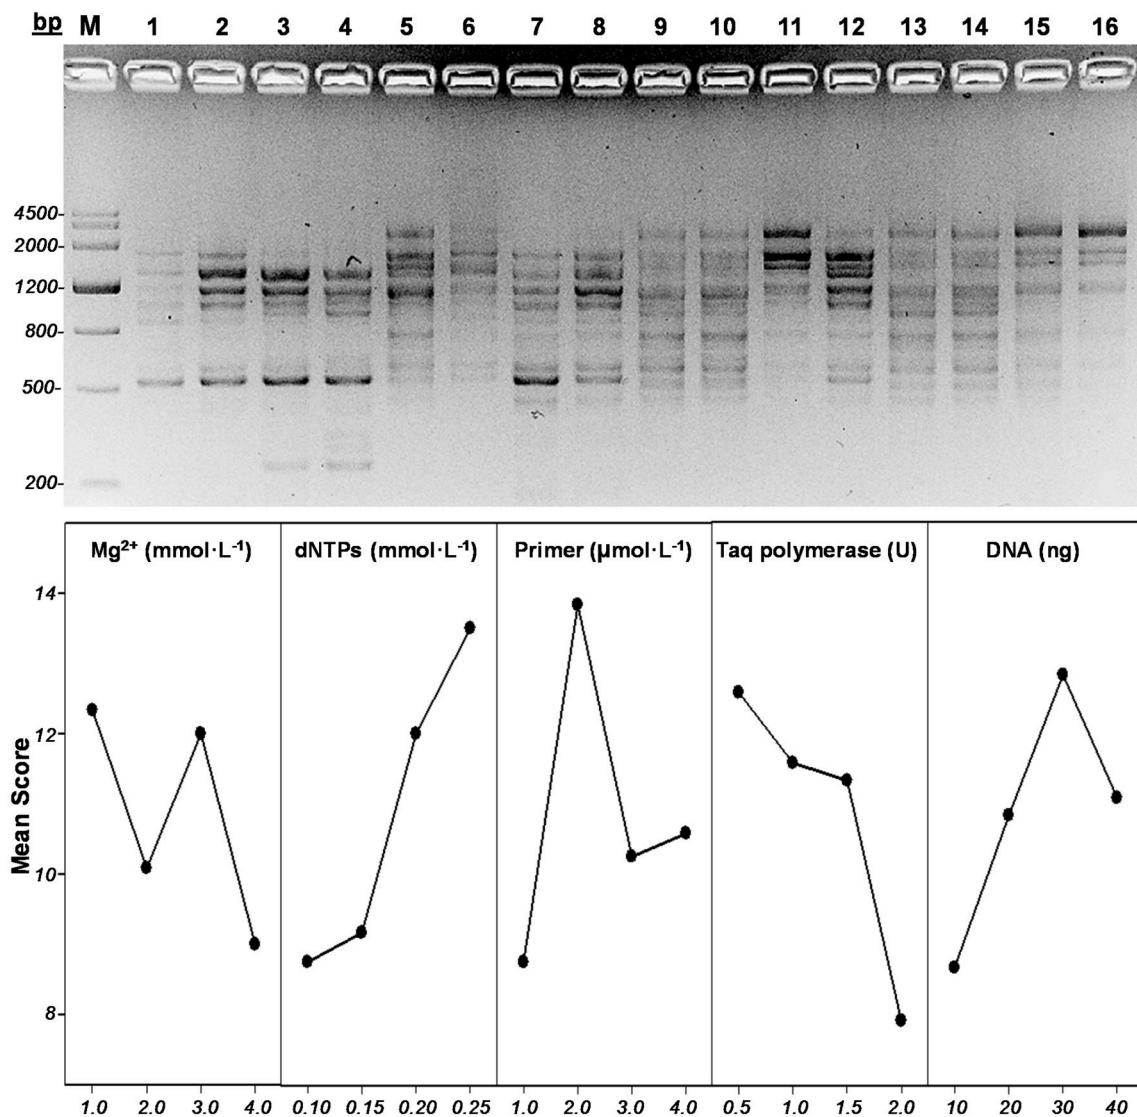 bp M 1 2 3 4 5 6 7 8 9 10 11 12 13 14 15 16
4500-
2000-
1200-
800-
500-
200-
Mg²⁺ (mmol·L⁻¹) dNTPs (mmol·L⁻¹) Primer (μmol·L⁻¹) Taq polymerase (U) DNA (ng)
Mean Score
14
12
10
8
1.0 2.0 3.0 4.0 0.10 0.15 0.20 0.25 1.0 2.0 3.0 4.0 0.5 1.0 1.5 2.0 10 20 30 40